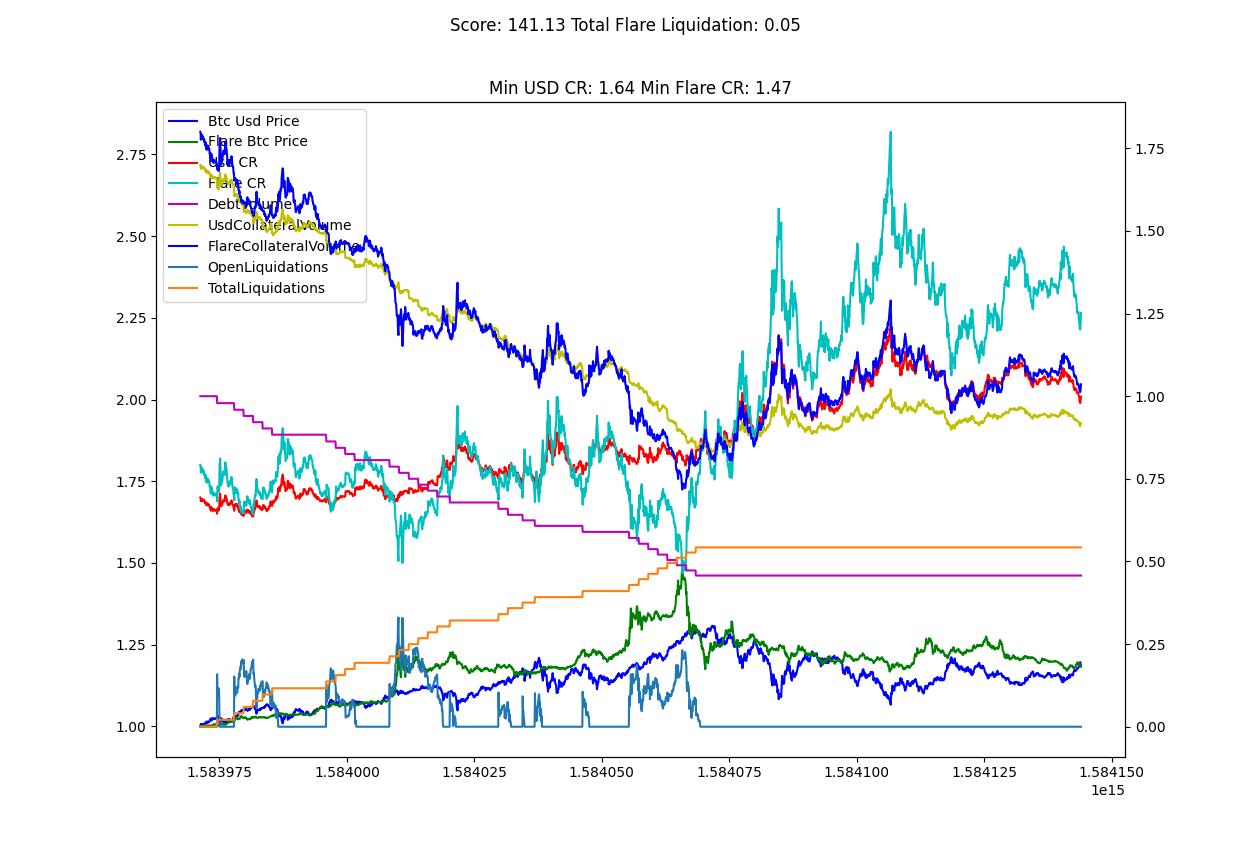 Score: 141.13 Total Flare Liquidation: 0.05
Min USD CR: 1.64 Min Flare CR: 1.47
Btc Usd Price
Flare Btc Price
Usd CR
Flare CR
DebtVolume
UsdCollateralVolume
FlareCollateralVolume
OpenLiquidations
TotalLiquidations
2.75
2.50
2.25
2.00
1.75
1.50
1.25
1.00
1.75
1.50
1.25
1.00
0.75
0.50
0.25
0.00
1.583975 1.584000 1.584025 1.584050 1.584075 1.584100 1.584125 1.584150
1e15